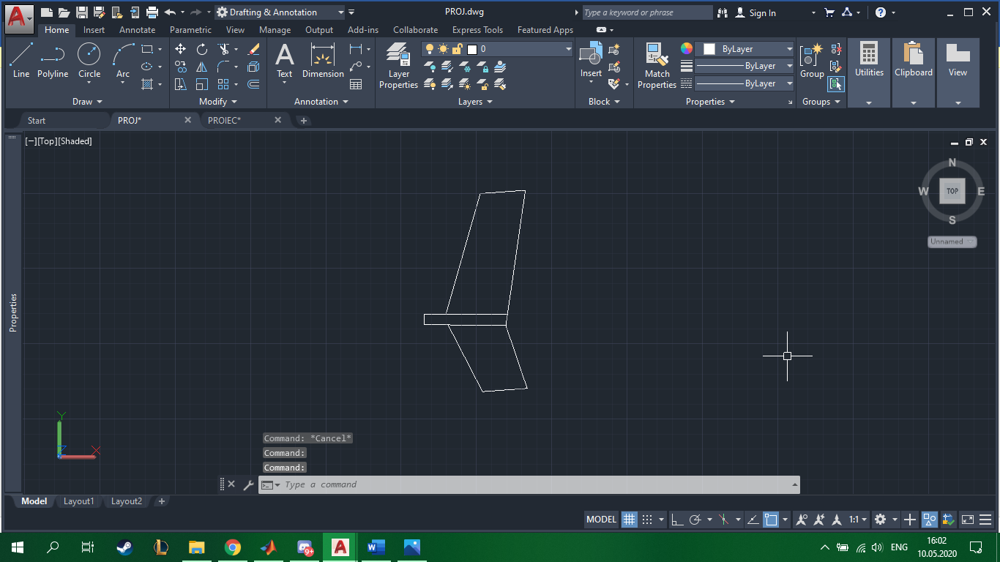 A Drafting & Annotation PROJ.dwg Type a keyword or phrase Sign In
Home Insert Annotate Parametric View Manage Output Add-ins Collaborate Express Tools Featured Apps
Line Polyline Circle Arc
Draw
Modify
A
Text Dimension
Annotation
Layer
Properties
0
Layers
Insert
Block
Match
Properties
ByLayer
ByLayer
ByLayer
Properties
Group
Groups
Utilities
Clipboard
View
Start PROJ* PROIEC*
[−][Top][Shaded]
N
W TOP E
S
Unnamed
Properties
Y
X
Command: *Cancel*
Command:
Command:
Type a command
Model Layout1 Layout2
MODEL 1:1
9+ A W ENG 16:02
10.05.2020